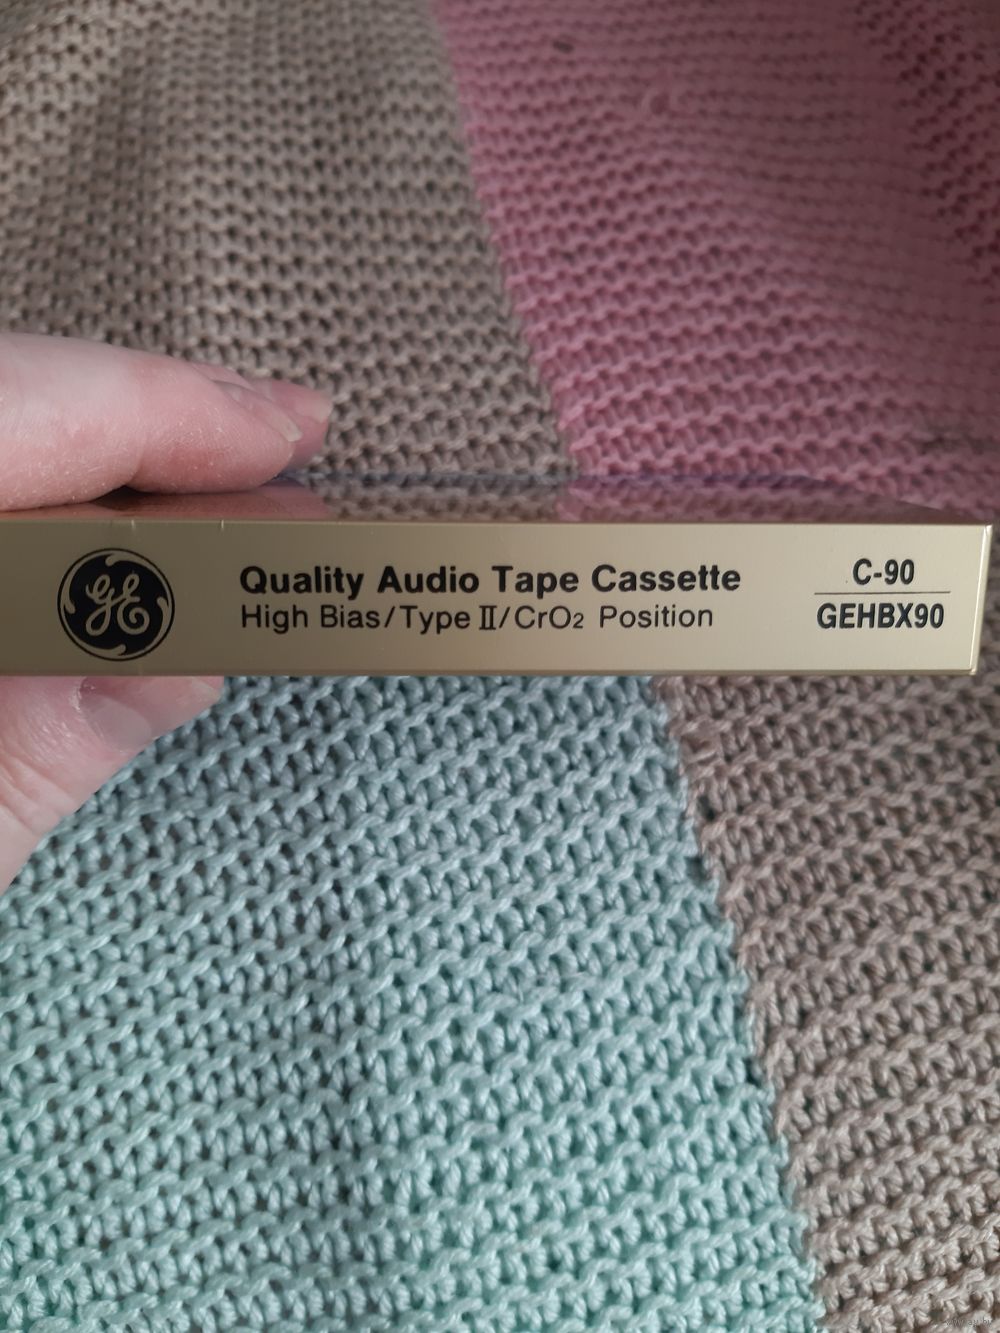 GE
Quality Audio Tape Cassette
High Bias/Type II/CrO2 Position
C-90
GEHBX90